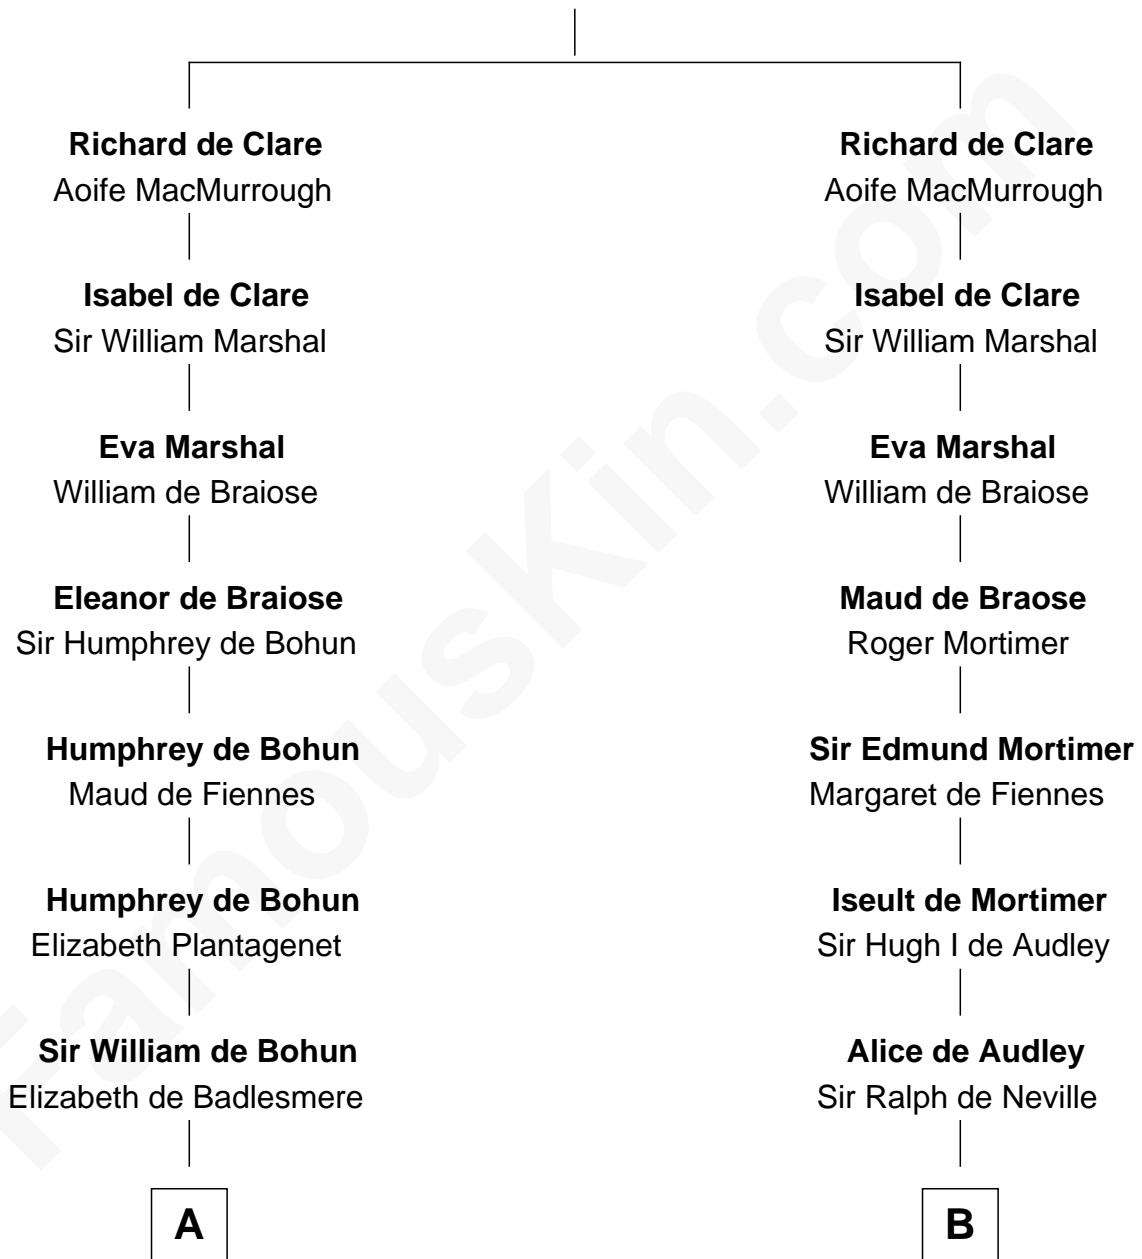 Richard de Clare
Aoife MacMurrough
Isabel de Clare
Sir William Marshal
Eva Marshal
William de Braiose
Eleanor de Braiose
Sir Humphrey de Bohun
Humphrey de Bohun
Maud de Fiennes
Humphrey de Bohun
Elizabeth Plantagenet
Sir William de Bohun
Elizabeth de Badlesmere
A
Richard de Clare
Aoife MacMurrough
Isabel de Clare
Sir William Marshal
Eva Marshal
William de Braiose
Maud de Braose
Roger Mortimer
Sir Edmund Mortimer
Margaret de Fiennes
Iseult de Mortimer
Sir Hugh I de Audley
Alice de Audley
Sir Ralph de Neville
B
FamousKin.com